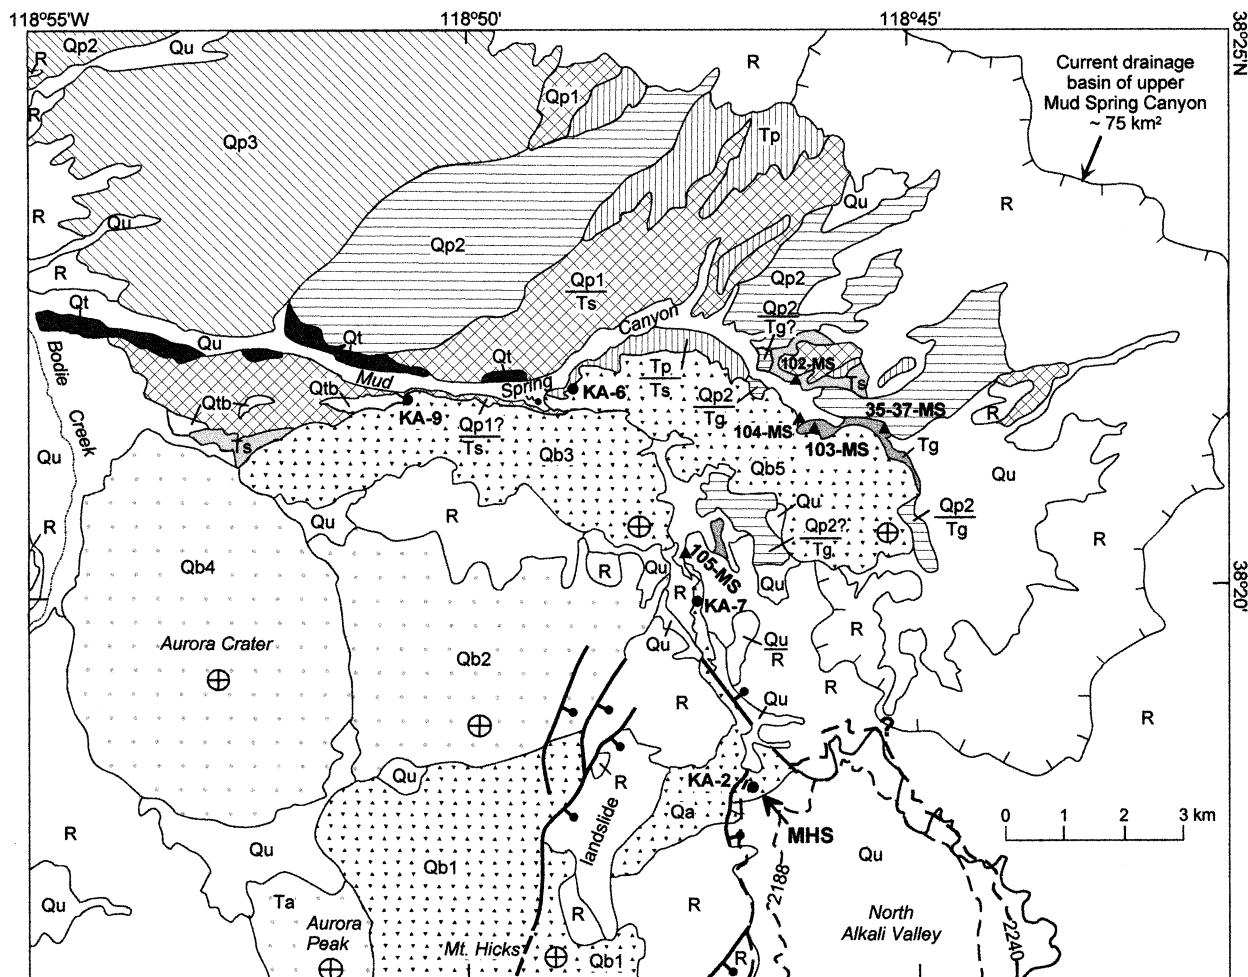 118°55'W
118°50'
118°45'
38°25'N
R
Qp2
Qu
R
Current drainage
basin of upper
Mud Spring Canyon
~ 75 km²
Qp1
R
Qp3
Tp
R
Qu
Qu
R
R
Qp2
R
Qp2
Qp1
Ts
Qt
Qp2
Tg?
Canyon
Qu
Qt
Qt
Bodie
102-MS
Tp
Ts
Mud
Spring
Ts
Qtb
KA-6
Qp2
Tg
Qtb
35-37-MS
R
KA-9
Creek
Qp1?
Ts
104-MS
Ts
103-MS
Tg
Qu
Qb3
Qb5
Qu
Qu
Qp2
Tg
R
Qu
R
Qp2?
Tg
R
Qb4
R
Qu
105-MS
Qu
38°20'
R
KA-7
R
Aurora Crater
Qu
Qu
R
Qb2
R
Qu
R
R
?
Qu
R
KA-2
Qa
0 1 2 3 km
R
landslide
MHS
Qu
Qb1
Qu
2188
Ta
Qu
R
R
North
Alkali Valley
Aurora
Peak
Mt. Hicks
Qb1
R
2240